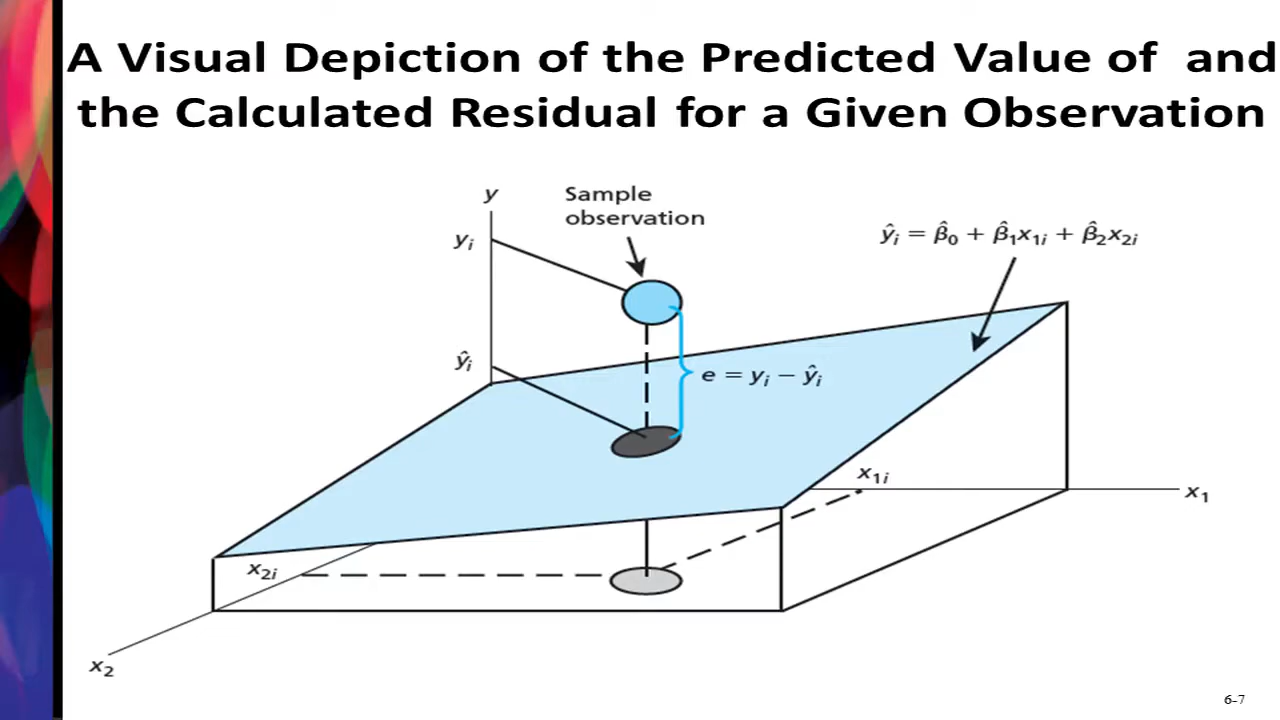 A Visual Depiction of the Predicted Value of  and
the Calculated Residual for a Given Observation
y
Sample
observation
yᵢ
ŷᵢ = β̂₀ + β̂₁x₁ᵢ + β̂₂x₂ᵢ
ŷᵢ
e = yᵢ − ŷᵢ
x₁ᵢ
x₁
x₂ᵢ
x₂
6-7